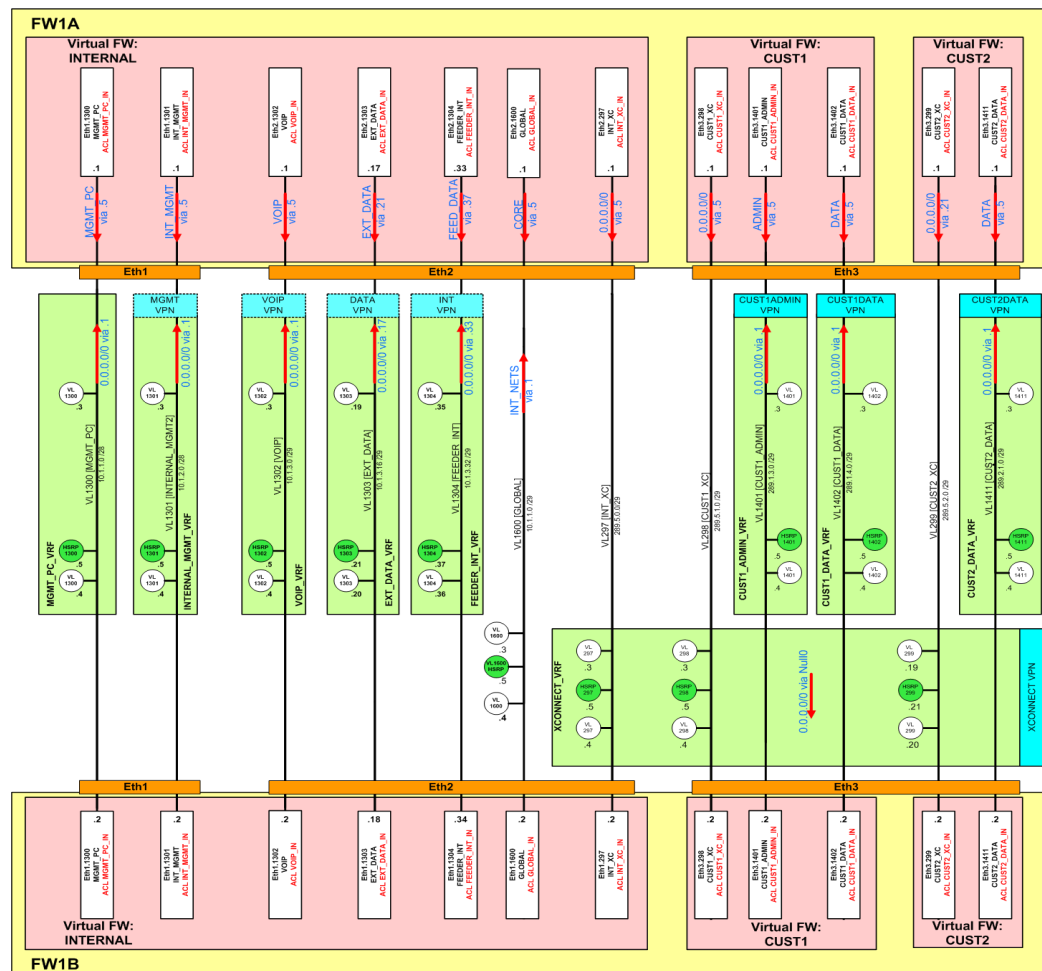 FW1A
Virtual FW:
INTERNAL
Virtual FW:
CUST1
Virtual FW:
CUST2
Eth1.1300
MGMT_PC
ACL MGMT_PC_IN
.1
Eth1.1301
INT_MGMT
ACL INT_MGMT_IN
.1
Eth2.1302
VOIP
ACL VOIP_IN
.1
Eth2.1303
EXT_DATA
ACL EXT_DATA_IN
.17
Eth2.1304
FEEDER_INT
ACL FEEDER_INT_IN
.33
Eth2.1600
GLOBAL
ACL GLOBAL_IN
.1
Eth2.297
INT_XC
ACL INT_XC_IN
.1
Eth3.298
CUST1_XC
ACL CUST1_XC_IN
.1
Eth3.1401
CUST1_ADMIN
ACL CUST1_ADMIN_IN
.1
Eth3.1402
CUST1_DATA
ACL CUST1_DATA_IN
.1
Eth3.299
CUST2_XC
ACL CUST2_XC_IN
.1
Eth3.1411
CUST2_DATA
ACL CUST2_DATA_IN
.1
MGMT_PC
via .5
INT_MGMT
via .5
VOIP
via .5
EXT_DATA
via .21
FEED_DATA
via .37
CORE
via .5
0.0.0.0/0
via .5
0.0.0.0/0
via .5
ADMIN
via .5
DATA
via .5
0.0.0.0/0
via .21
DATA
via .5
Eth1
Eth2
Eth3
MGMT
VPN
VOIP
VPN
DATA
VPN
INT
VPN
CUST1ADMIN
VPN
CUST1DATA
VPN
CUST2DATA
VPN
0.0.0.0/0 via .1
0.0.0.0/0 via .1
0.0.0.0/0 via .1
0.0.0.0/0 via .17
0.0.0.0/0 via .33
INT_NETS
via .1
0.0.0.0/0 via .1
0.0.0.0/0 via .1
0.0.0.0/0 via .1
VL
1300
.3
VL
1301
.3
VL
1302
.3
VL
1303
.19
VL
1304
.35
VL
1401
.3
VL
1402
.3
VL
1411
.3
VL1300 [MGMT_PC]
10.1.1.0 /28
VL1301 [INTERNAL_MGMT2]
10.1.2.0 /28
VL1302 [VOIP]
10.1.3.0 /29
VL1303 [EXT_DATA]
10.1.3.16 /29
VL1304 [FEEDER_INT]
10.1.3.32 /29
VL1600 [GLOBAL]
10.1.1.0 /29
VL297 [INT_XC]
289.5.0.0/29
VL298 [CUST1_XC]
289.5.1.0 /29
VL1401 [CUST1_ADMIN]
289.1.3.0 /29
VL1402 [CUST1_DATA]
289.1.4.0 /29
VL299 [CUST2_XC]
289.5.2.0 /29
VL1411 [CUST2_DATA]
289.2.1.0 /29
HSRP
1300
.5
HSRP
1301
.5
HSRP
1302
.5
HSRP
1303
.21
HSRP
1304
.37
HSRP
1401
.5
HSRP
1402
.5
HSRP
1411
.5
VL
1300
.4
VL
1301
.4
VL
1302
.4
VL
1303
.20
VL
1304
.36
VL
1401
.4
VL
1402
.4
VL
1411
.4
MGMT_PC_VRF
INTERNAL_MGMT_VRF
VOIP_VRF
EXT_DATA_VRF
FEEDER_INT_VRF
CUST1_ADMIN_VRF
CUST1_DATA_VRF
CUST2_DATA_VRF
VL
1600
.3
VL1600
HSRP
.5
VL
1600
.4
XCONNECT_VRF
VL
297
.3
HSRP
297
.5
VL
297
.4
VL
298
.3
HSRP
298
.5
VL
298
.4
0.0.0.0/0 via Null0
VL
299
.19
HSRP
299
.21
VL
299
.20
XCONNECT VPN
Eth1
Eth2
Eth3
.2
Eth1.1300
MGMT_PC
ACL MGMT_PC_IN
.2
Eth1.1301
INT_MGMT
ACL INT_MGMT_IN
.2
Eth1.1302
VOIP
ACL VOIP_IN
.18
Eth1.1303
EXT_DATA
ACL EXT_DATA_IN
.34
Eth1.1304
FEEDER_INT
ACL FEEDER_INT_IN
.2
Eth1.1600
GLOBAL
ACL GLOBAL_IN
.2
Eth1.297
INT_XC
ACL INT_XC_IN
.2
Eth3.298
CUST1_XC
ACL CUST1_XC_IN
.2
Eth3.1401
CUST1_ADMIN
ACL CUST1_ADMIN_IN
.2
Eth3.1402
CUST1_DATA
ACL CUST1_DATA_IN
.2
Eth3.299
CUST2_XC
ACL CUST2_XC_IN
.2
Eth3.1411
CUST2_DATA
ACL CUST2_DATA_IN
Virtual FW:
INTERNAL
Virtual FW:
CUST1
Virtual FW:
CUST2
FW1B